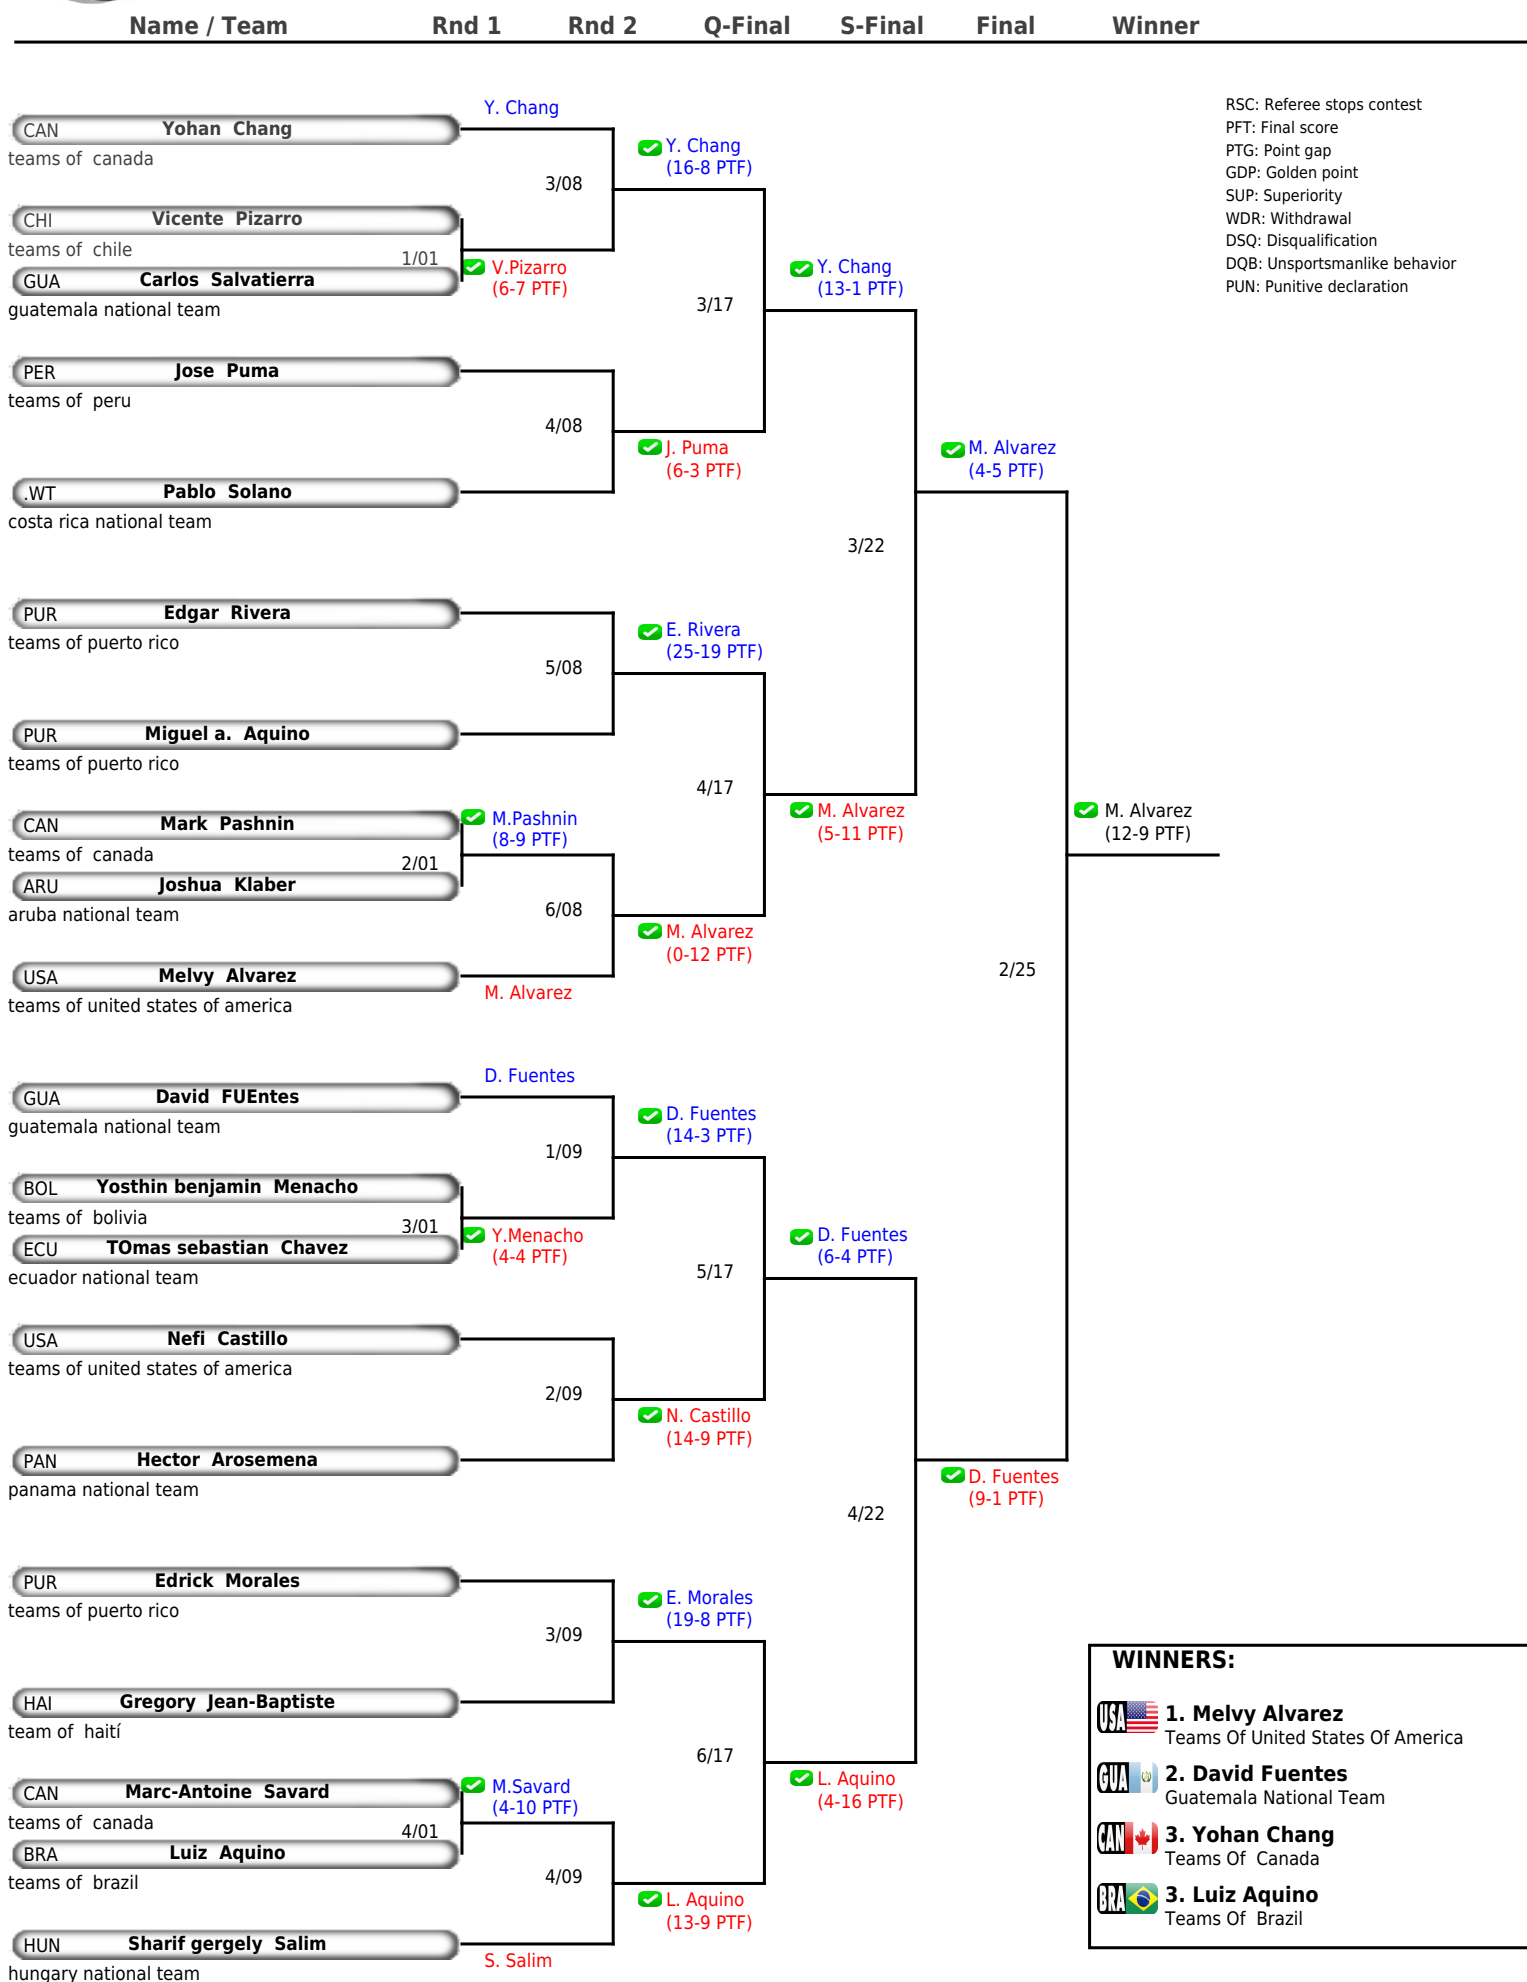 Name / Team Rnd 1 Rnd 2 Q-Final S-Final Final Winner
RSC: Referee stops contest
PFT: Final score
PTG: Point gap
GDP: Golden point
SUP: Superiority
WDR: Withdrawal
DSQ: Disqualification
DQB: Unsportsmanlike behavior
PUN: Punitive declaration
Y. Chang
CAN Yohan Chang
teams of canada
Y. Chang
(16-8 PTF)
3/08
CHI Vicente Pizarro
teams of chile
1/01
V.Pizarro
(6-7 PTF)
GUA Carlos Salvatierra
guatemala national team
Y. Chang
(13-1 PTF)
3/17
PER Jose Puma
teams of peru
4/08
J. Puma
(6-3 PTF)
.WT Pablo Solano
costa rica national team
M. Alvarez
(4-5 PTF)
3/22
PUR Edgar Rivera
teams of puerto rico
E. Rivera
(25-19 PTF)
5/08
PUR Miguel a. Aquino
teams of puerto rico
4/17
CAN Mark Pashnin
teams of canada
M.Pashnin
(8-9 PTF)
2/01
M. Alvarez
(5-11 PTF)
M. Alvarez
(12-9 PTF)
ARU Joshua Klaber
aruba national team
6/08
M. Alvarez
(0-12 PTF)
USA Melvy Alvarez
teams of united states of america
M. Alvarez
2/25
D. Fuentes
GUA David FUEntes
guatemala national team
D. Fuentes
(14-3 PTF)
1/09
BOL Yosthin benjamin Menacho
teams of bolivia
3/01
Y.Menacho
(4-4 PTF)
ECU TOmas sebastian Chavez
ecuador national team
D. Fuentes
(6-4 PTF)
5/17
USA Nefi Castillo
teams of united states of america
2/09
N. Castillo
(14-9 PTF)
PAN Hector Arosemena
panama national team
D. Fuentes
(9-1 PTF)
4/22
PUR Edrick Morales
teams of puerto rico
E. Morales
(19-8 PTF)
3/09
HAI Gregory Jean-Baptiste
team of haití
6/17
CAN Marc-Antoine Savard
teams of canada
M.Savard
(4-10 PTF)
4/01
L. Aquino
(4-16 PTF)
BRA Luiz Aquino
teams of brazil
4/09
L. Aquino
(13-9 PTF)
HUN Sharif gergely Salim
hungary national team
S. Salim
WINNERS:
USA 1. Melvy Alvarez
Teams Of United States Of America
GUA 2. David Fuentes
Guatemala National Team
CAN 3. Yohan Chang
Teams Of Canada
BRA 3. Luiz Aquino
Teams Of Brazil